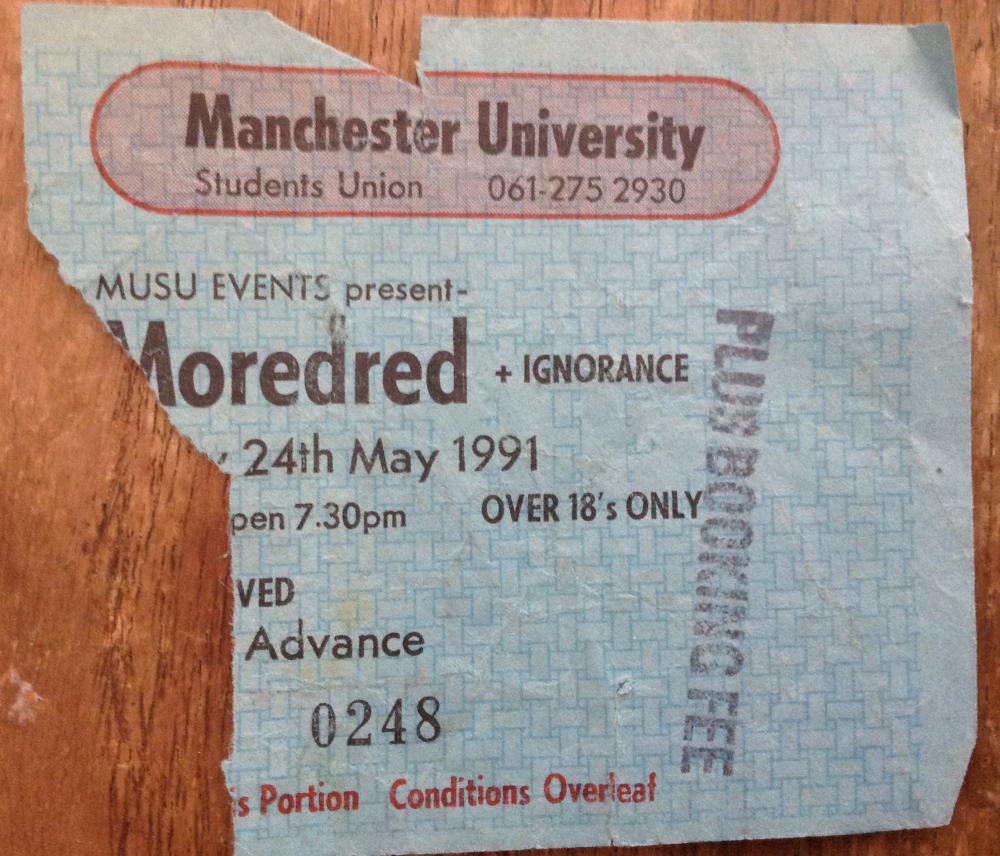 Manchester University
Students Union 061-275 2930
MUSU EVENTS present-
Moredred + IGNORANCE
24th May 1991
pen 7.30pm OVER 18's ONLY
VED
Advance
0248
is Portion Conditions Overleaf
PLUS BOOKING FEE